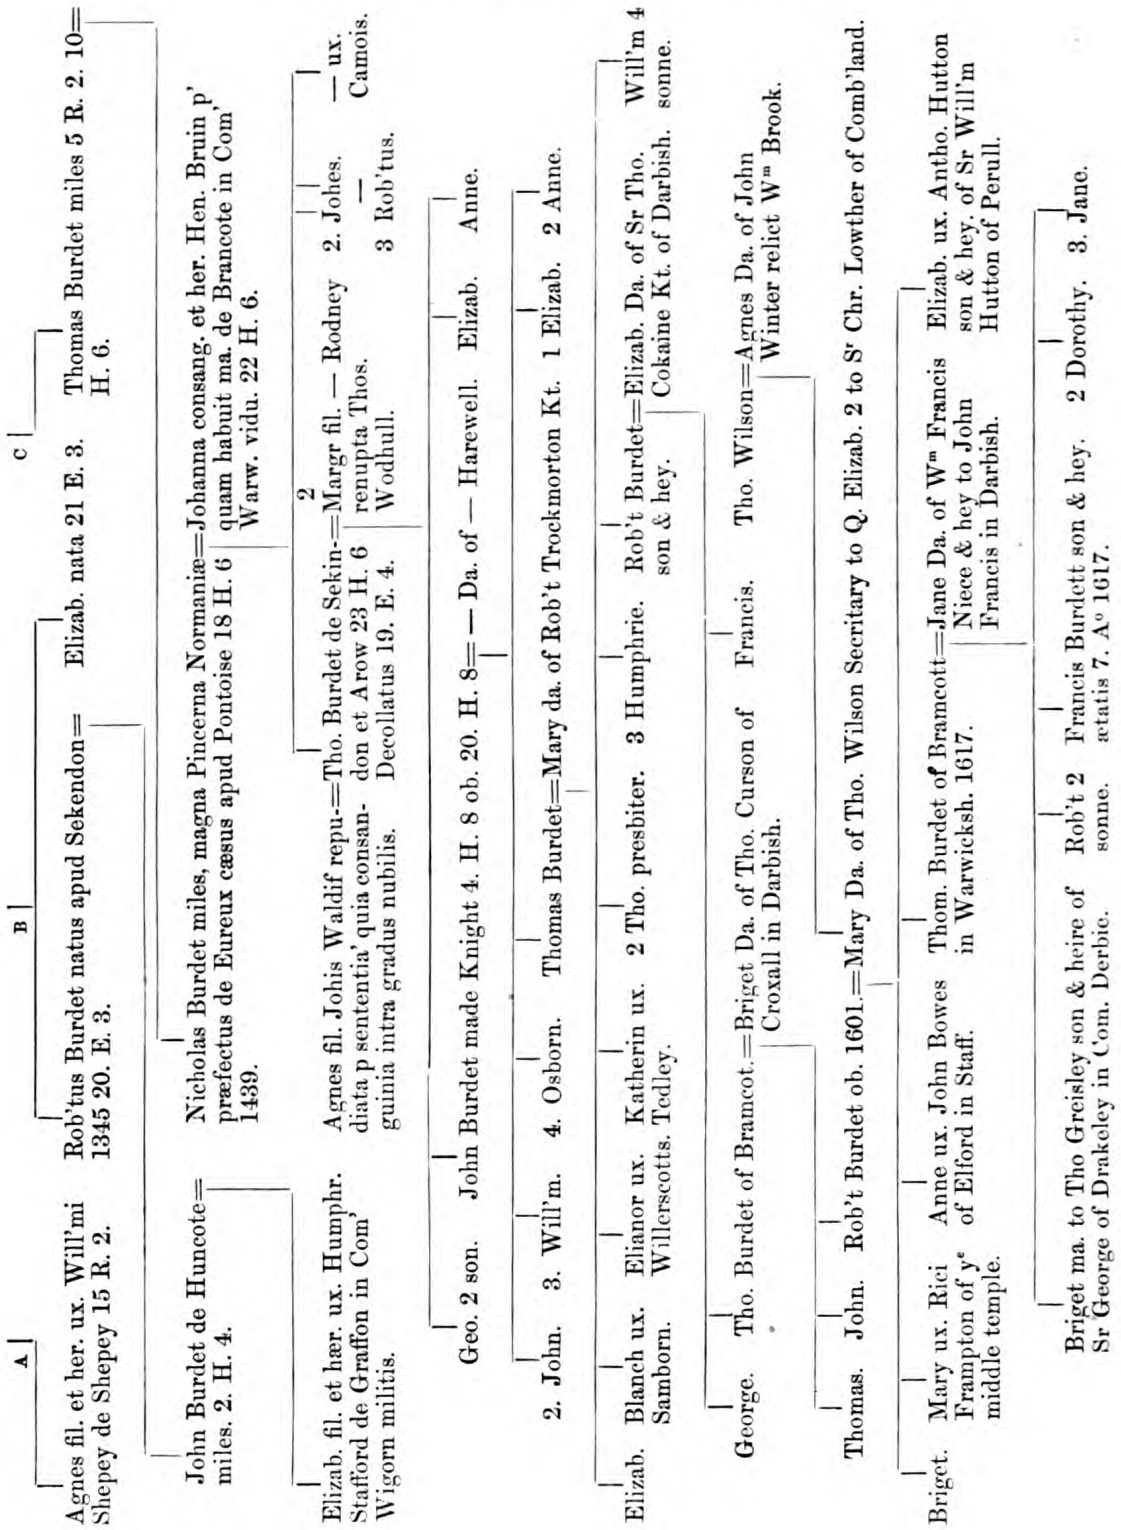 A
B
C
Agnes fil. et her. ux. Will'mi
Shepey de Shepey 15 R. 2.
Rob'tus Burdet natus apud Sekendon=
1345 20. E. 3.
Elizab. nata 21 E. 3.
Thomas Burdet miles 5 R. 2. 10=
H. 6.
John Burdet de Huncote=
miles. 2. H. 4.
Nicholas Burdet miles, magna Pincerna Normaniæ=Johanna consang. et her. Hen. Bruin p'
præfectus de Eureux cæsus apud Pontoise 18 H. 6
1439.
quam habuit ma. de Brancote in Com'
Warw. vidu. 22 H. 6.
2
Elizab. fil. et hær. ux. Humphr.
Stafford de Graffon in Com'
Wigorn militis.
Agnes fil. Johis Waldif repu-=Tho. Burdet de Sekin-=Margr fil. — Rodney
diata p sententia' quia consan-
guinia intra gradus nubilis.
don et Arow 23 H. 6
Decollatus 19. E. 4.
renupta Thos.
Wodhull.
2. Johes.
—
3 Rob'tus.
— ux.
Camois.
Geo. 2 son.
John Burdet made Knight 4. H. 8 ob. 20. H. 8=— Da. of — Harewell.
Elizab.
Anne.
2. John.
3. Will'm.
4. Osborn.
Thomas Burdet=Mary da. of Rob't Trockmorton Kt.
1 Elizab.
2 Anne.
Elizab.
Blanch ux.
Samborn.
Elianor ux.
Willerscotts.
Katherin ux.
Tedley.
2 Tho. presbiter.
3 Humphrie.
Rob't Burdet=Elizab. Da. of Sr Tho.
son & hey.
Cokaine Kt. of Darbish.
Will'm 4
sonne.
George.
Tho. Burdet of Bramcot.=Briget Da. of Tho. Curson of
Croxall in Darbish.
Francis.
Tho. Wilson=Agnes Da. of John
Winter relict Wm Brook.
Thomas.
John.
Rob't Burdet ob. 1601.=Mary Da. of Tho. Wilson Secritary to Q. Elizab. 2 to Sr Chr. Lowther of Comb'land.
Briget.
Mary ux. Rici
Frampton of ye
middle temple.
Anne ux. John Bowes
of Elford in Staff.
Thom. Burdet of Bramcott=Jane Da. of Wm Francis
in Warwicksh. 1617.
Niece & hey to John
Francis in Darbish.
Elizab. ux. Antho. Hutton
son & hey. of Sr Will'm
Hutton of Perull.
Briget ma. to Tho Greisley son & heire of
Sr George of Drakeley in Com. Derbie.
Rob't 2
sonne.
Francis Burdett son & hey.
ætatis 7. Ao 1617.
2 Dorothy.
3. Jane.